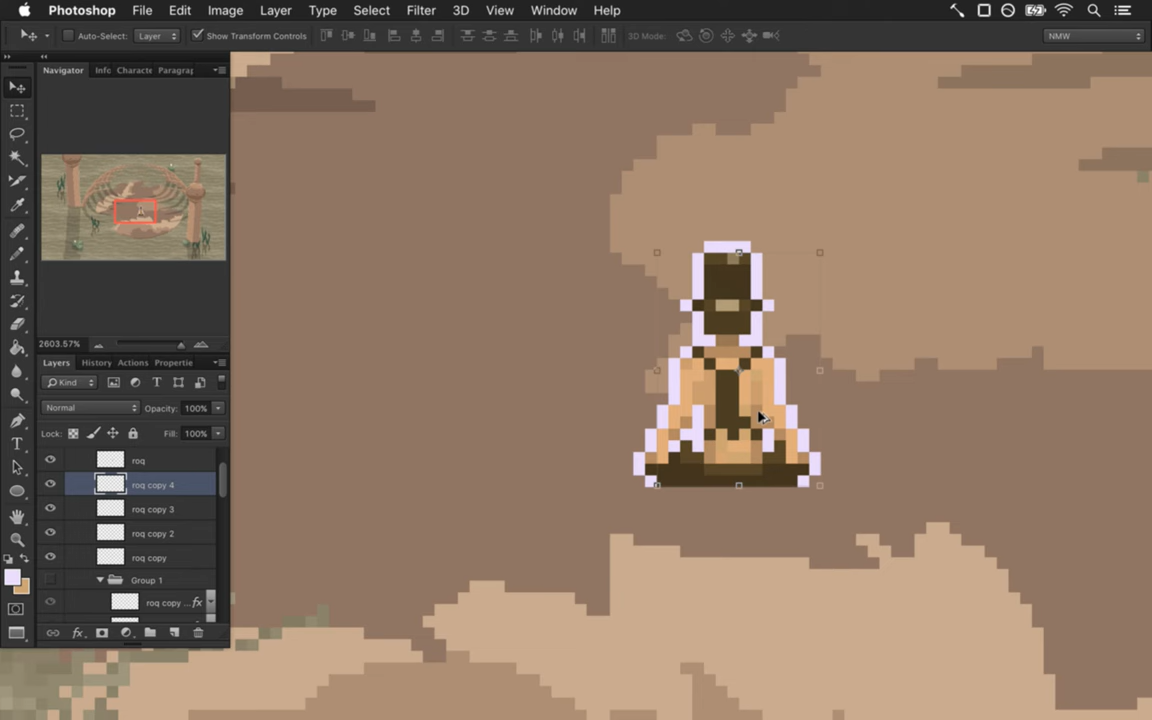 Photoshop File Edit Image Layer Type Select Filter 3D View Window Help
Auto-Select: Layer Show Transform Controls 3D Mode: NMW
Navigator Info Characte Paragrap
2603.57%
Layers History Actions Propertie
Kind
Normal Opacity: 100%
Lock: Fill: 100%
roq
roq copy 4
roq copy 3
roq copy 2
roq copy
Group 1
roq copy ... fx
fx